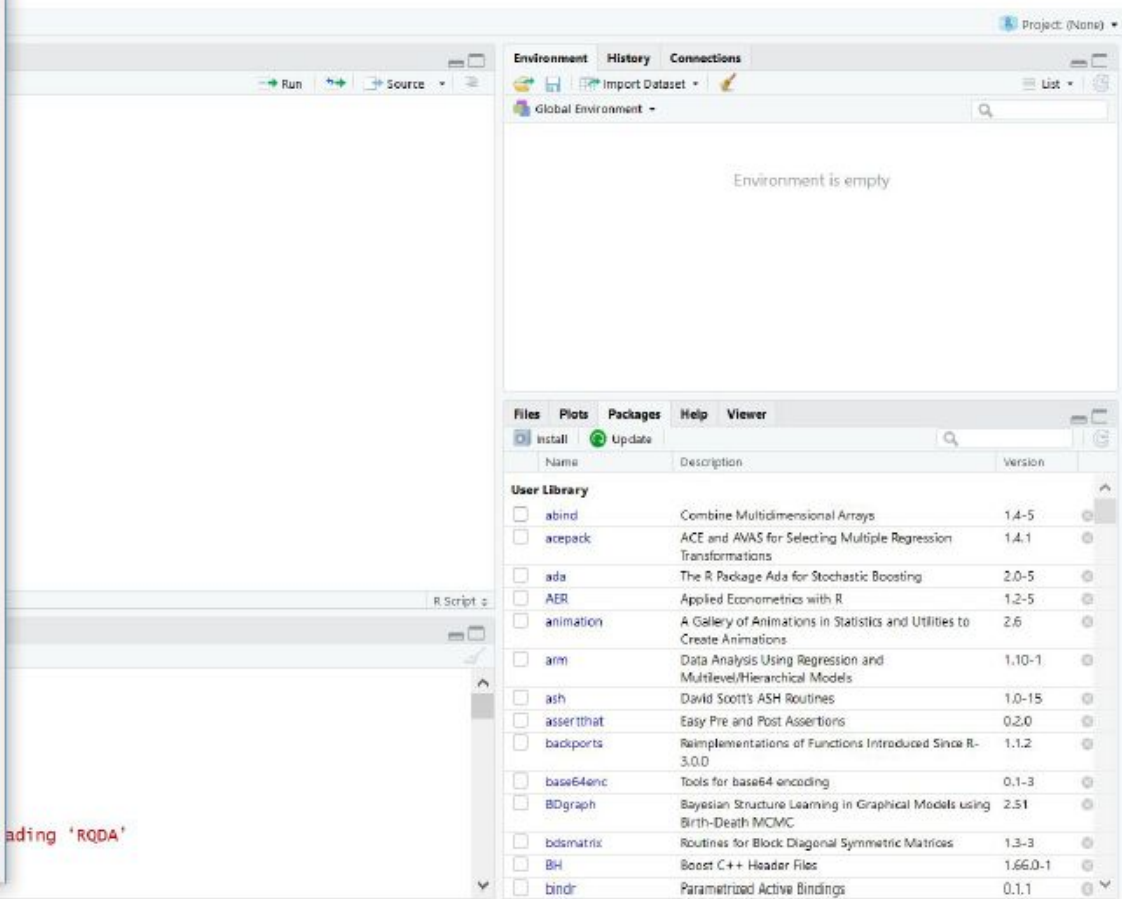 Project: (None)
Run Source
R Script
ading 'RQDA'
Environment History Connections
Import Dataset List
Global Environment
Environment is empty
Files Plots Packages Help Viewer
Install Update
Name Description Version
User Library
abind Combine Multidimensional Arrays 1.4-5
acepack ACE and AVAS for Selecting Multiple Regression 1.4.1
Transformations
ada The R Package Ada for Stochastic Boosting 2.0-5
AER Applied Econometrics with R 1.2-5
animation A Gallery of Animations in Statistics and Utilities to 2.6
Create Animations
arm Data Analysis Using Regression and 1.10-1
Multilevel/Hierarchical Models
ash David Scott's ASH Routines 1.0-15
assertthat Easy Pre and Post Assertions 0.2.0
backports Reimplementations of Functions Introduced Since R- 1.1.2
3.0.0
base64enc Tools for base64 encoding 0.1-3
BDgraph Bayesian Structure Learning in Graphical Models using 2.51
Birth-Death MCMC
bdsmatrix Routines for Block Diagonal Symmetric Matrices 1.3-3
BH Boost C++ Header Files 1.66.0-1
bindr Parametrized Active Bindings 0.1.1